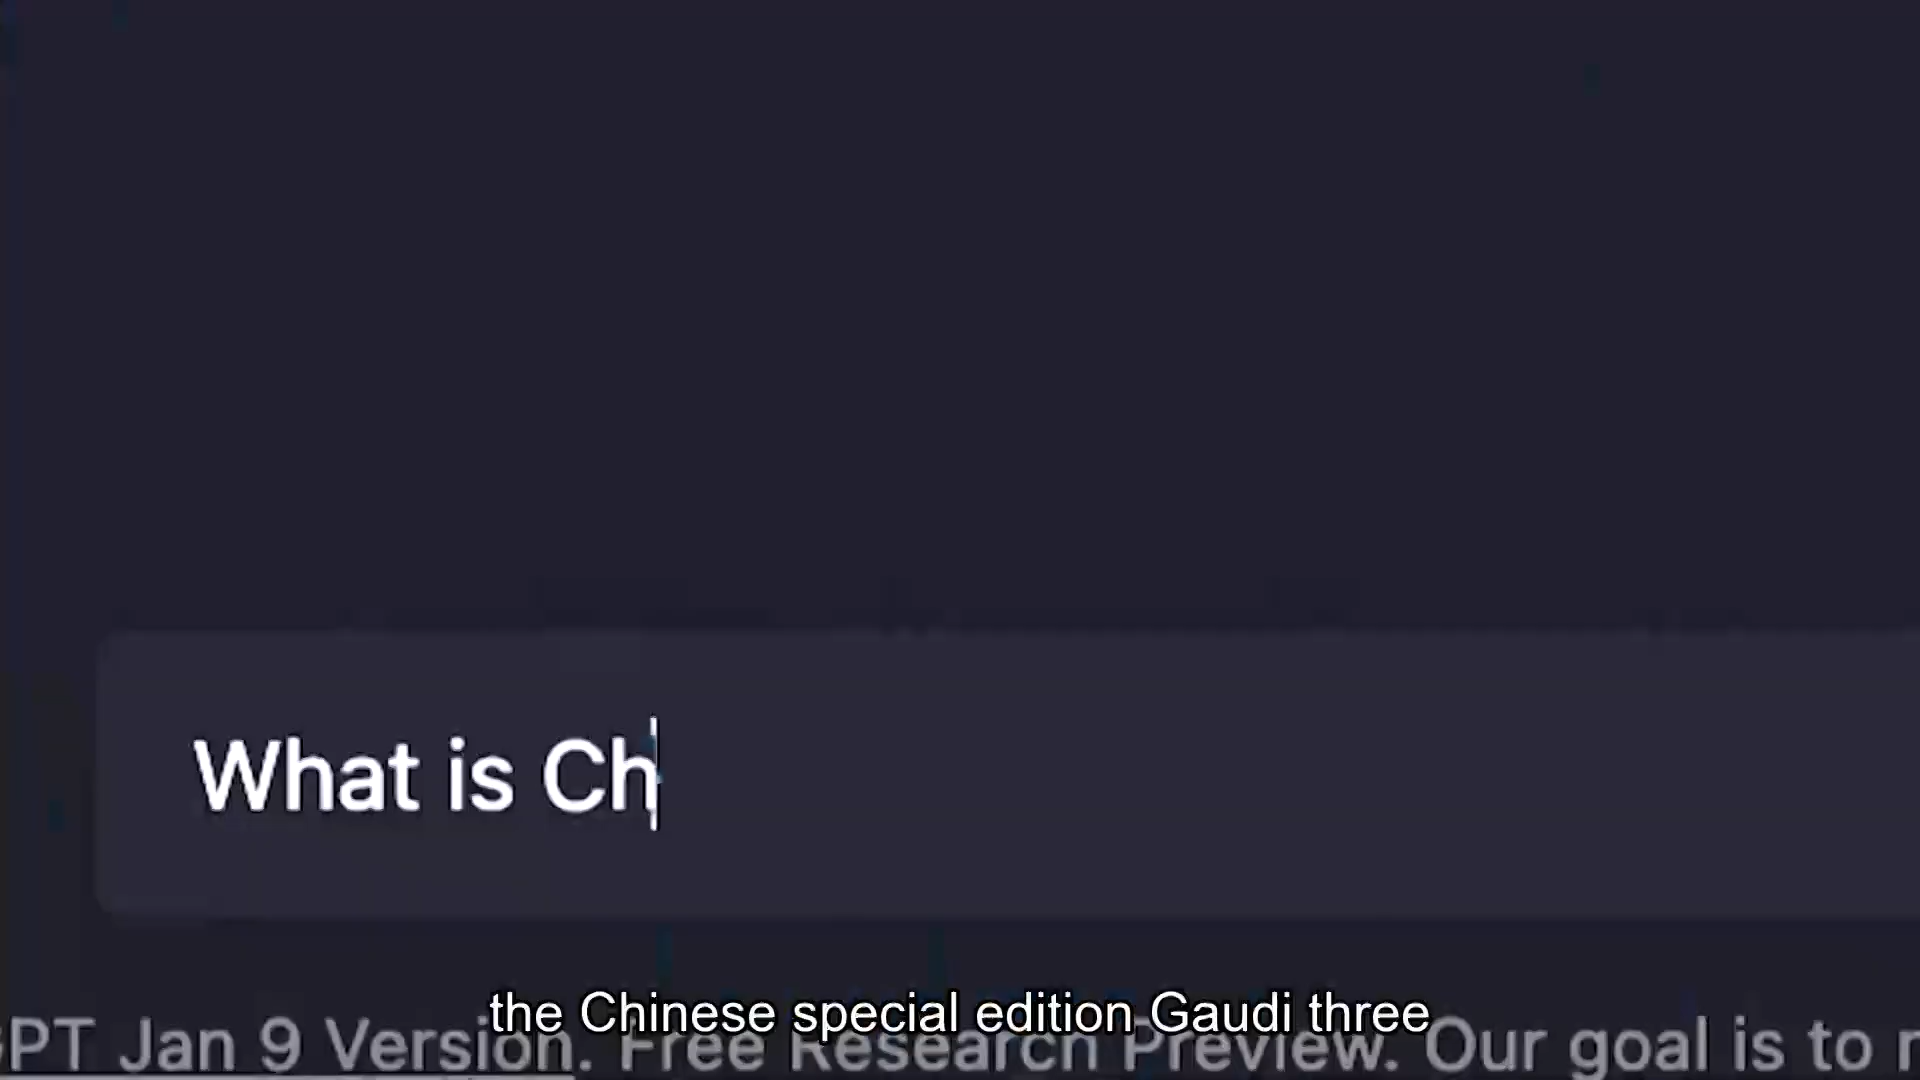 What is Ch
the Chinese special edition Gaudi three
PT Jan 9 Version. Free Research Preview. Our goal is to